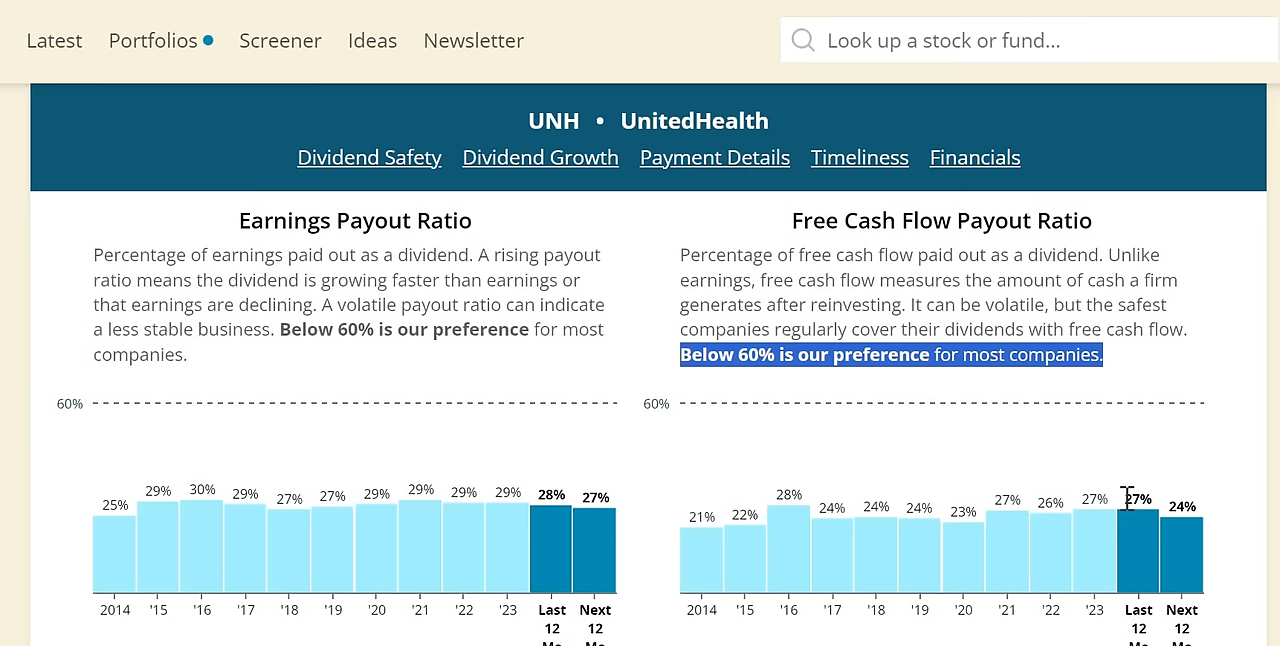 Latest Portfolios Screener Ideas Newsletter
Look up a stock or fund...
UNH • UnitedHealth
Dividend Safety Dividend Growth Payment Details Timeliness Financials
Earnings Payout Ratio
Percentage of earnings paid out as a dividend. A rising payout
ratio means the dividend is growing faster than earnings or
that earnings are declining. A volatile payout ratio can indicate
a less stable business. Below 60% is our preference for most
companies.
60%
25% 29% 30% 29% 27% 27% 29% 29% 29% 29% 28% 27%
2014 '15 '16 '17 '18 '19 '20 '21 '22 '23 Last Next
12 12
Mo Mo
Free Cash Flow Payout Ratio
Percentage of free cash flow paid out as a dividend. Unlike
earnings, free cash flow measures the amount of cash a firm
generates after reinvesting. It can be volatile, but the safest
companies regularly cover their dividends with free cash flow.
Below 60% is our preference for most companies.
60%
21% 22% 28% 24% 24% 24% 23% 27% 26% 27% 27% 24%
2014 '15 '16 '17 '18 '19 '20 '21 '22 '23 Last Next
12 12
Mo Mo